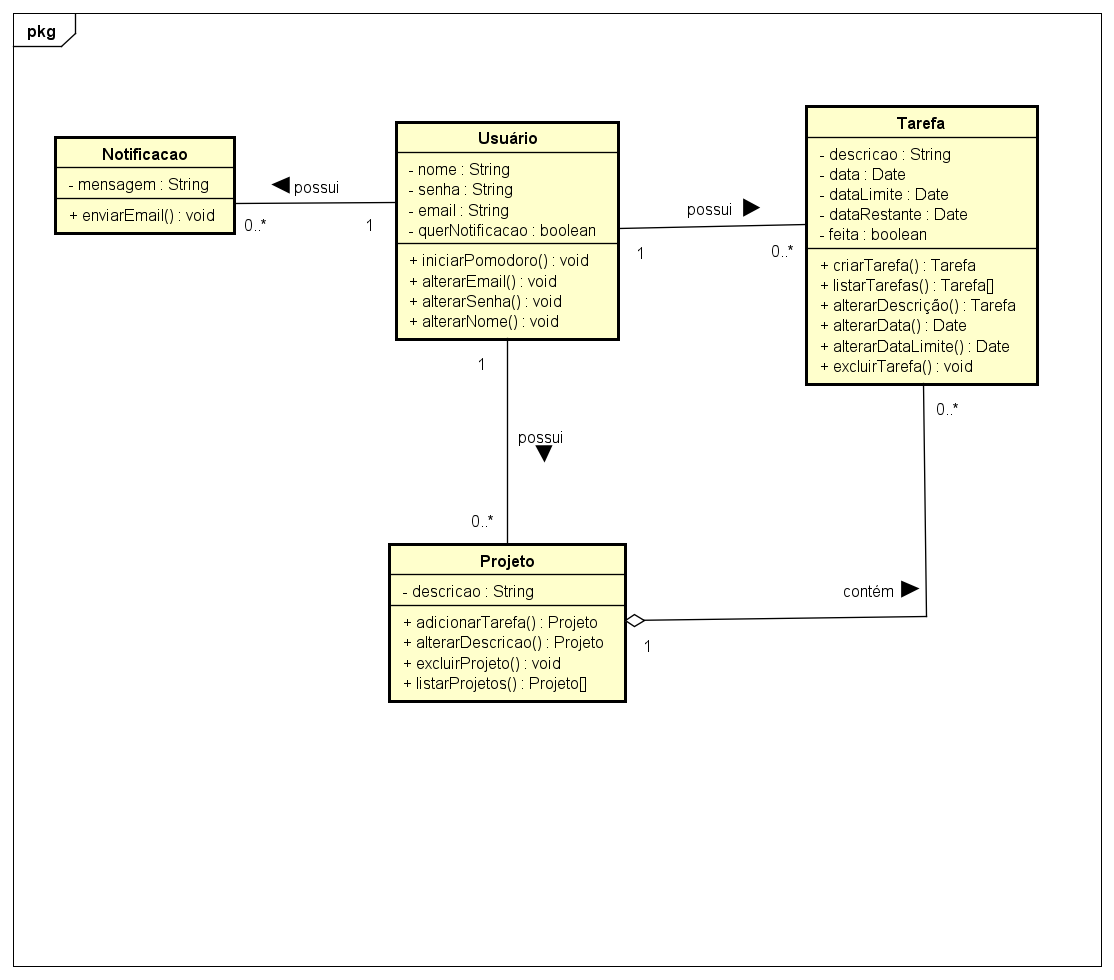 pkg
Notificacao
- mensagem : String
+ enviarEmail() : void
possui
0..*
1
Usuário
- nome : String
- senha : String
- email : String
- querNotificacao : boolean
+ iniciarPomodoro() : void
+ alterarEmail() : void
+ alterarSenha() : void
+ alterarNome() : void
possui
1
0..*
Tarefa
- descricao : String
- data : Date
- dataLimite : Date
- dataRestante : Date
- feita : boolean
+ criarTarefa() : Tarefa
+ listarTarefas() : Tarefa[]
+ alterarDescrição() : Tarefa
+ alterarData() : Date
+ alterarDataLimite() : Date
+ excluirTarefa() : void
1
possui
0..*
0..*
contém
1
Projeto
- descricao : String
+ adicionarTarefa() : Projeto
+ alterarDescricao() : Projeto
+ excluirProjeto() : void
+ listarProjetos() : Projeto[]